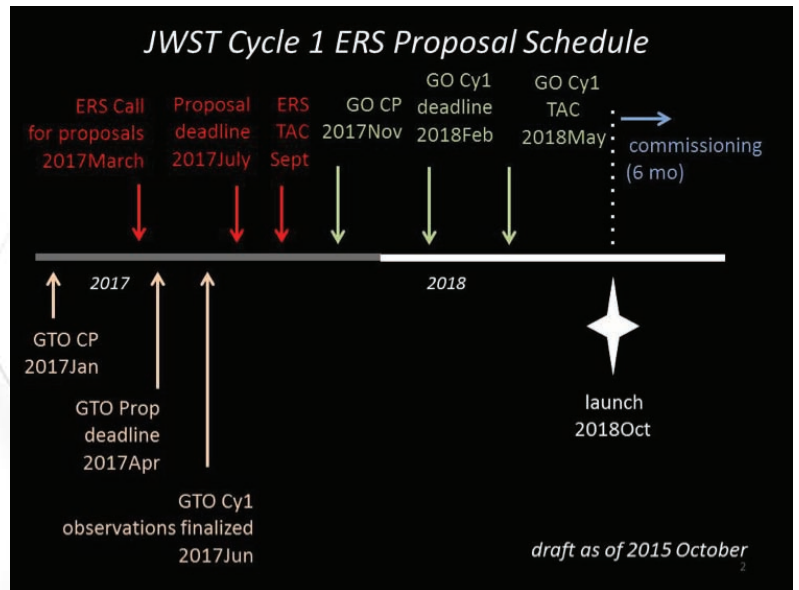 JWST Cycle 1 ERS Proposal Schedule
ERS Call
for proposals
2017March
Proposal
deadline
2017July
ERS
TAC
Sept
GO CP
2017Nov
GO Cy1
deadline
2018Feb
GO Cy1
TAC
2018May
commissioning
(6 mo)
2017
2018
GTO CP
2017Jan
GTO Prop
deadline
2017Apr
GTO Cy1
observations finalized
2017Jun
launch
2018Oct
draft as of 2015 October
2